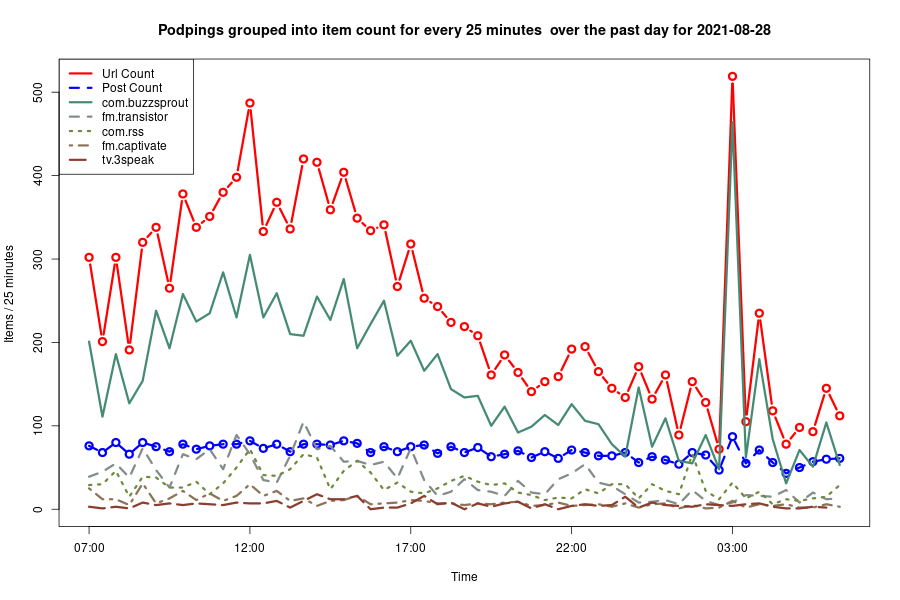 Podpings grouped into item count for every 25 minutes  over the past day for 2021-08-28
Url Count
Post Count
com.buzzsprout
fm.transistor
com.rss
fm.captivate
tv.3speak
Items / 25 minutes
500
400
300
200
100
0
07:00 12:00 17:00 22:00 03:00
Time